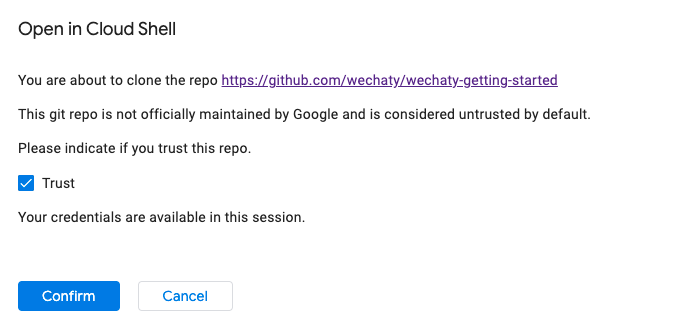 Open in Cloud Shell
You are about to clone the repo https://github.com/wechaty/wechaty-getting-started
This git repo is not officially maintained by Google and is considered untrusted by default.
Please indicate if you trust this repo.
Trust
Your credentials are available in this session.
Confirm Cancel